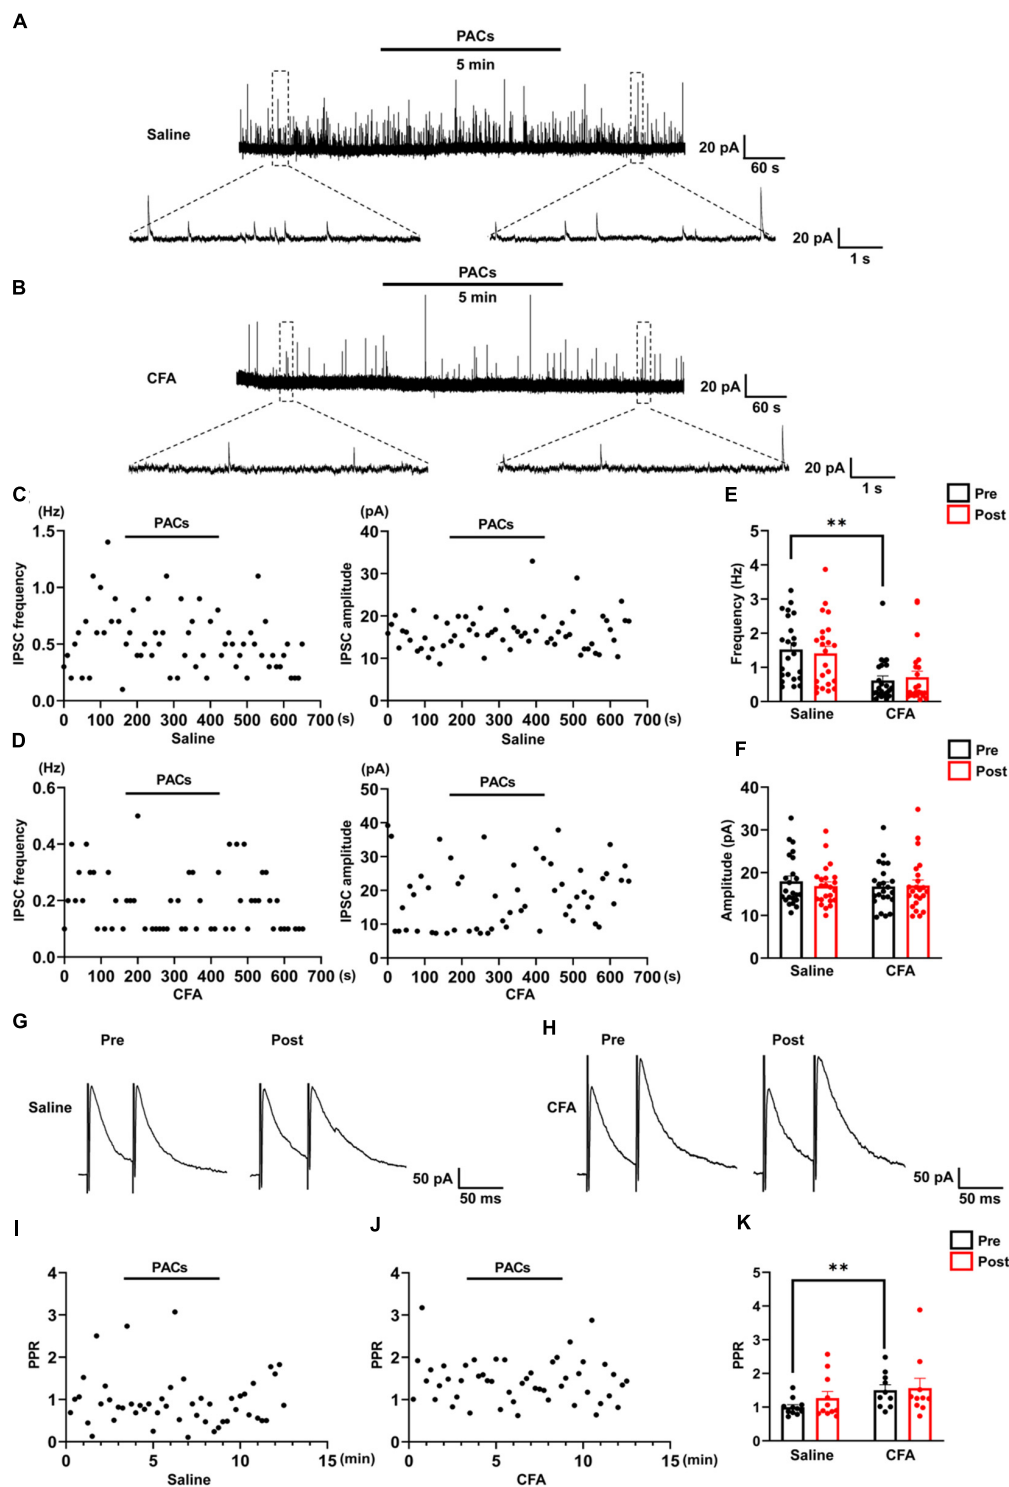 A
PACs
5 min
Saline
20 pA
60 s
20 pA
1 s
B
PACs
5 min
CFA
20 pA
60 s
20 pA
1 s
C
(Hz)
PACs
IPSC frequency
1.5
1.0
0.5
0.0
0 100 200 300 400 500 600 700 (s)
Saline
(pA)
PACs
IPSC amplitude
40
30
20
10
0
0 100 200 300 400 500 600 700 (s)
Saline
E
Pre
Post
**
Frequency (Hz)
5
4
3
2
1
0
Saline CFA
D
(Hz)
PACs
IPSC frequency
0.6
0.4
0.2
0.0
0 100 200 300 400 500 600 700 (s)
CFA
(pA)
PACs
IPSC amplitude
50
40
30
20
10
0
0 100 200 300 400 500 600 700 (s)
CFA
F
Pre
Post
Amplitude (pA)
40
30
20
10
0
Saline CFA
G
Pre Post
Saline
50 pA
50 ms
H
Pre Post
CFA
50 pA
50 ms
I
PACs
PPR
4
3
2
1
0
0 5 10 15 (min)
Saline
J
PACs
PPR
4
3
2
1
0
0 5 10 15 (min)
CFA
K
Pre
Post
**
PPR
5
4
3
2
1
0
Saline CFA